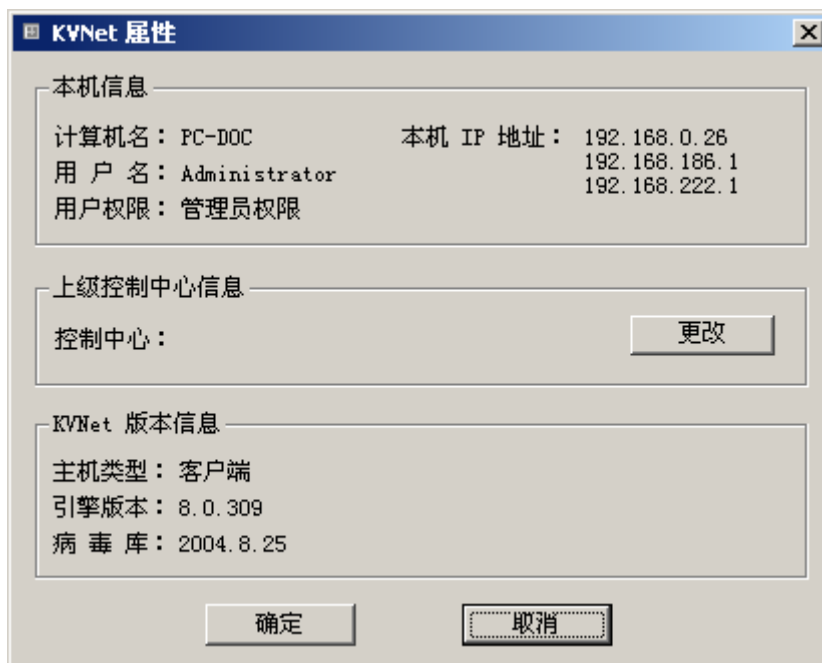 KVNet 属性
本机信息
计算机名： PC-DOC
本机 IP 地址： 192.168.0.26
192.168.186.1
192.168.222.1
用 户 名： Administrator
用户权限： 管理员权限
上级控制中心信息
控制中心：
更改
KVNet 版本信息
主机类型： 客户端
引擎版本： 8.0.309
病 毒 库： 2004.8.25
确定
取消